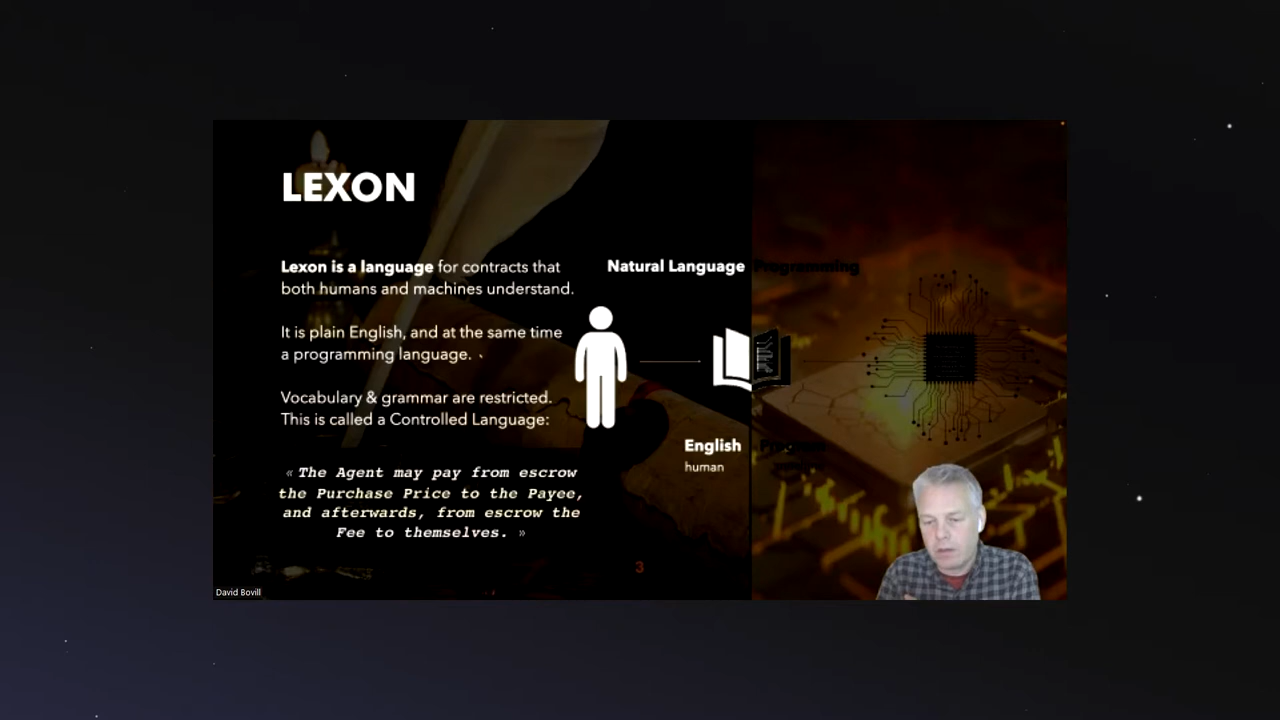 LEXON
Lexon is a language for contracts that
both humans and machines understand.
It is plain English, and at the same time
a programming language.
Vocabulary & grammar are restricted.
This is called a Controlled Language:
« The Agent may pay from escrow
the Purchase Price to the Payee,
and afterwards, from escrow the
Fee to themselves. »
Natural Language Programming
English
human
3
David Bovill